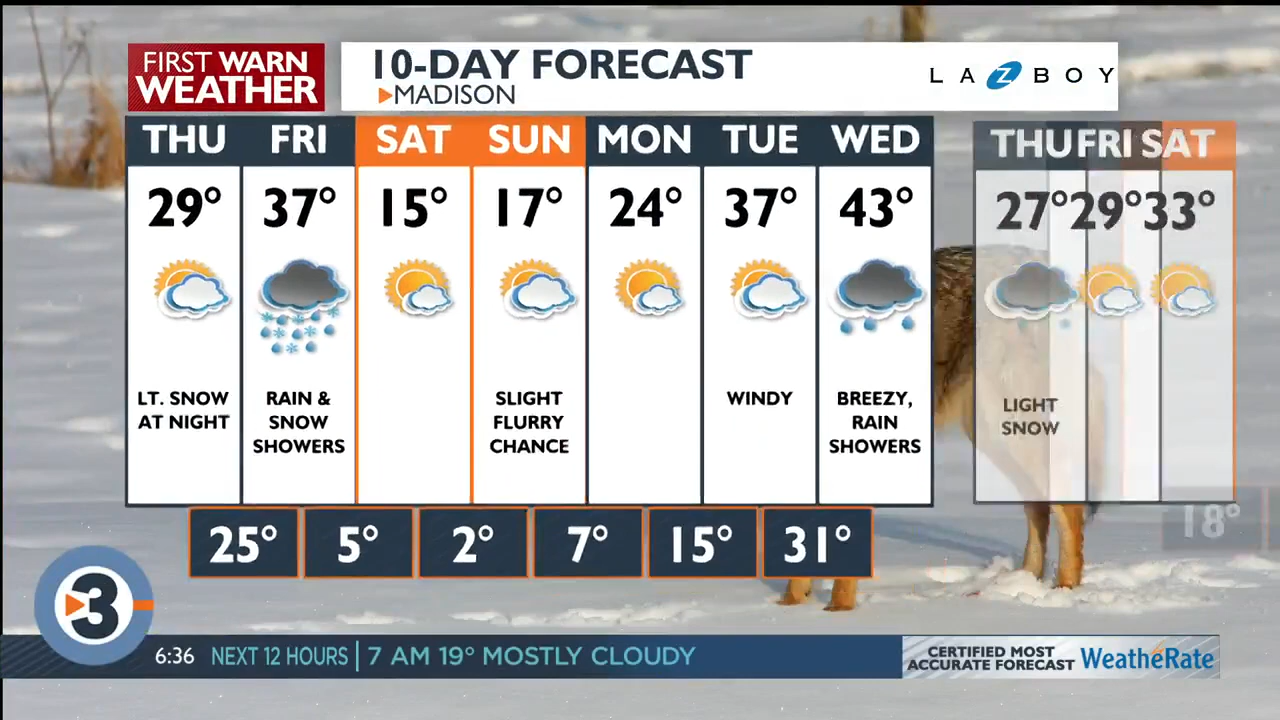 FIRST WARN
WEATHER
10-DAY FORECAST
MADISON
LAZBOY
THU FRI SAT SUN MON TUE WED THU FRI SAT
29° 37° 15° 17° 24° 37° 43° 27° 29° 33°
LT. SNOW
AT NIGHT
RAIN &
SNOW
SHOWERS
SLIGHT
FLURRY
CHANCE
WINDY
BREEZY,
RAIN
SHOWERS
LIGHT
SNOW
25° 5° 2° 7° 15° 31° 18°
3
6:36 NEXT 12 HOURS 7 AM 19° MOSTLY CLOUDY
CERTIFIED MOST
ACCURATE FORECAST
WeatheRate